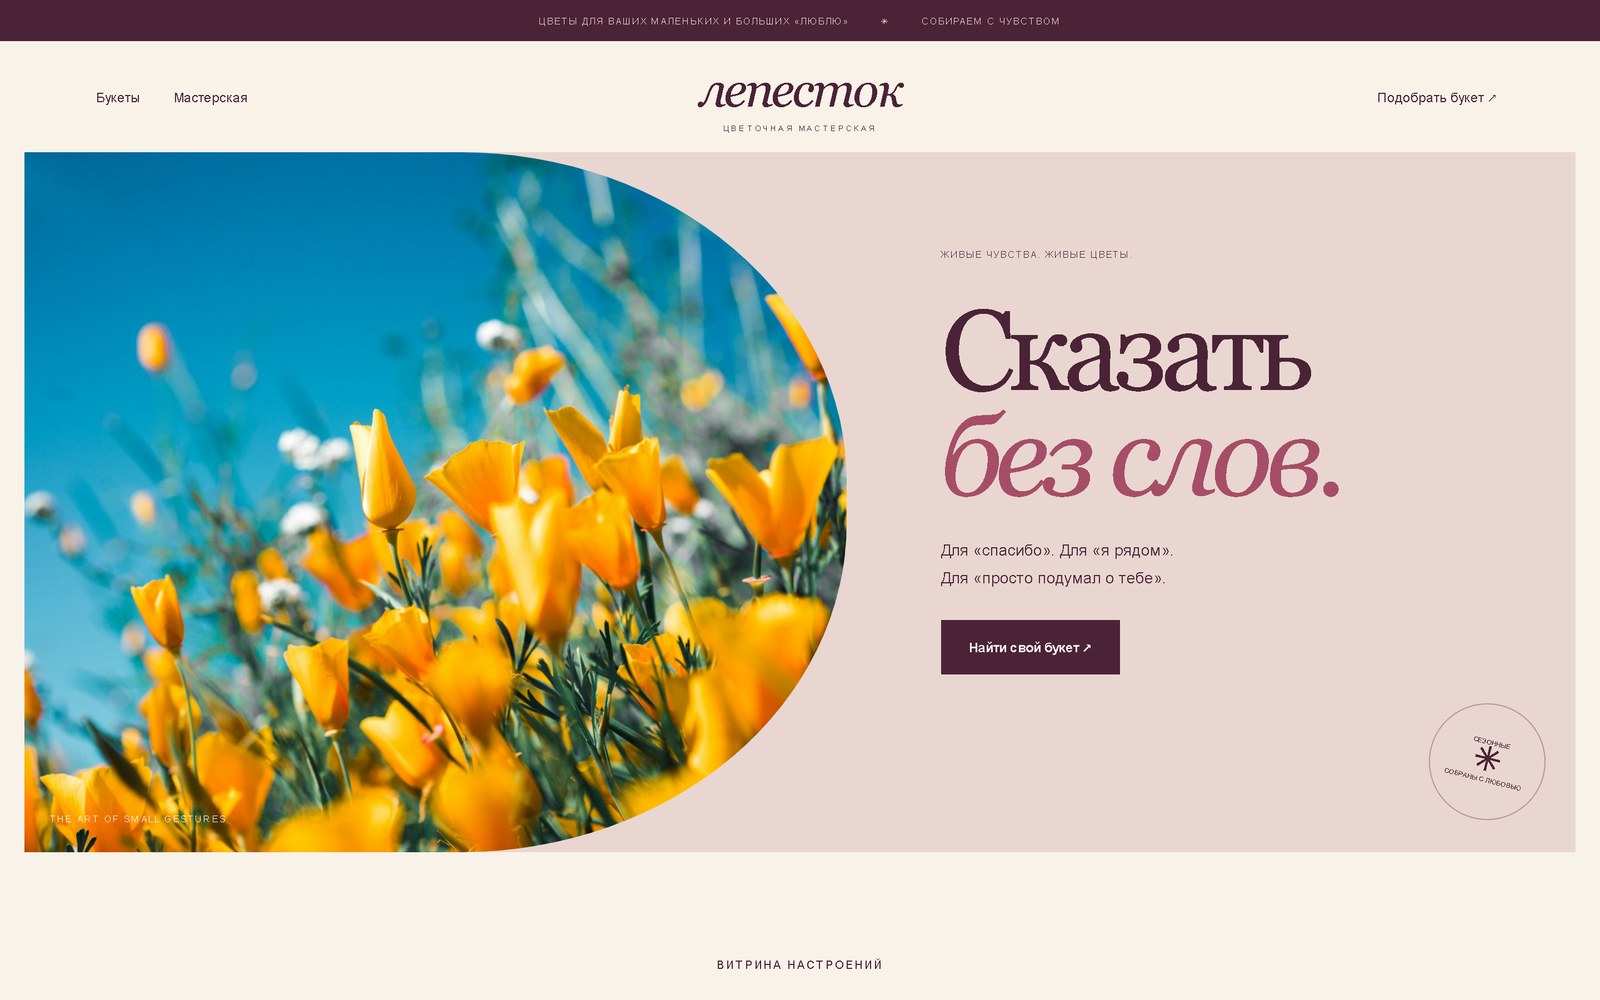 ЦВЕТЫ ДЛЯ ВАШИХ МАЛЕНЬКИХ И БОЛЬШИХ «ЛЮБЛЮ» ✴ СОБИРАЕМ С ЧУВСТВОМ
Букеты Мастерская
лепесток
ЦВЕТОЧНАЯ МАСТЕРСКАЯ
Подобрать букет ↗
ЖИВЫЕ ЧУВСТВА. ЖИВЫЕ ЦВЕТЫ.
Сказать
без слов.
Для «спасибо». Для «я рядом».
Для «просто подумал о тебе».
Найти свой букет ↗
СЕЗОННЫЕ
СОБРАНЫ С ЛЮБОВЬЮ
THE ART OF SMALL GESTURES
ВИТРИНА НАСТРОЕНИЙ